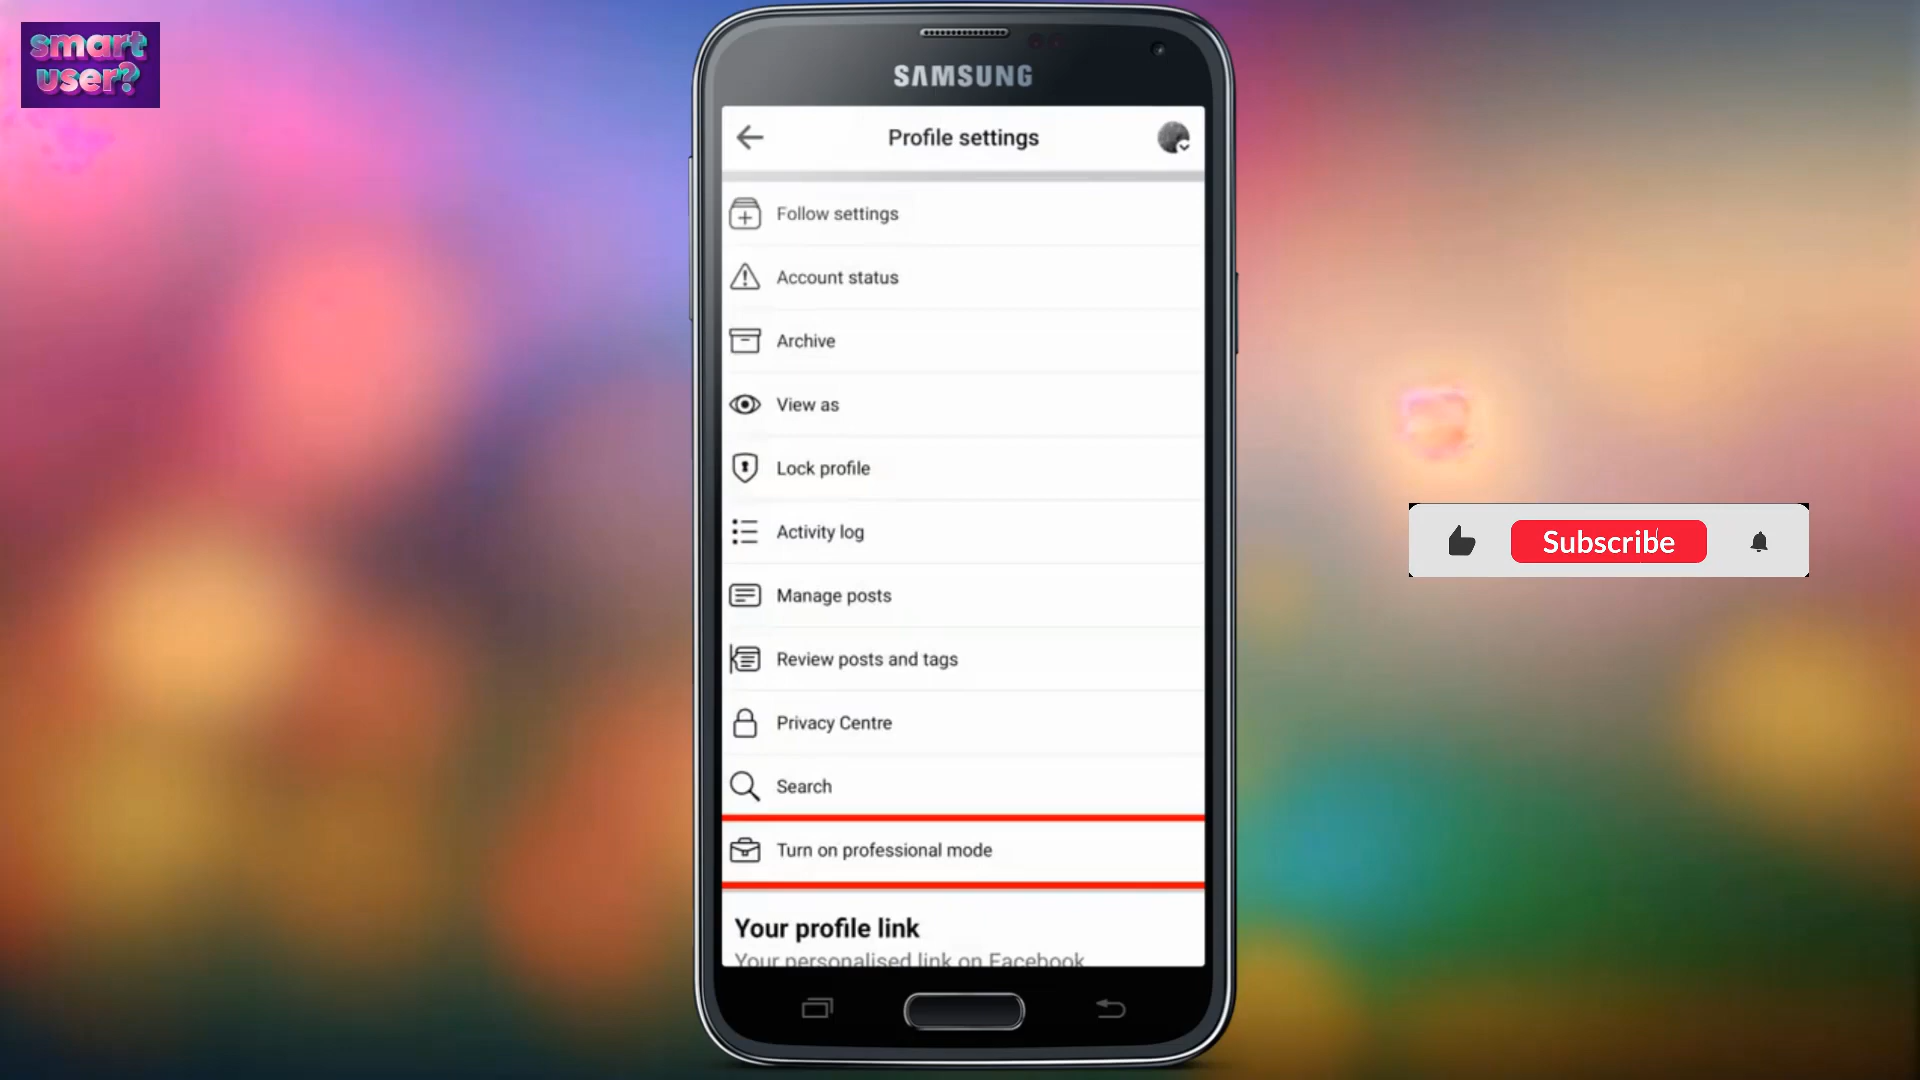 smart
user?
SAMSUNG
Profile settings
Follow settings
Account status
Archive
View as
Lock profile
Activity log
Manage posts
Review posts and tags
Privacy Centre
Search
Turn on professional mode
Your profile link
Your personalised link on Facebook
Subscribe